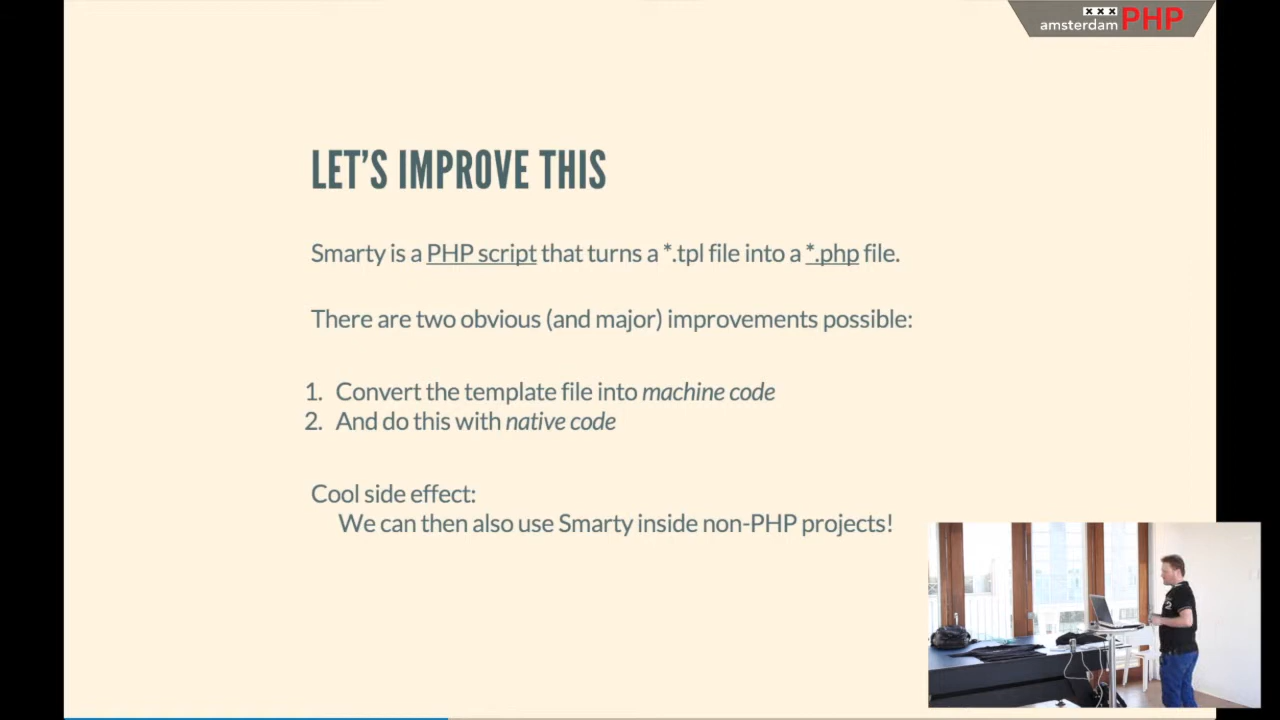 xxx
amsterdamPHP
LET'S IMPROVE THIS
Smarty is a PHP script that turns a *.tpl file into a *.php file.
There are two obvious (and major) improvements possible:
1. Convert the template file into machine code
2. And do this with native code
Cool side effect:
We can then also use Smarty inside non-PHP projects!